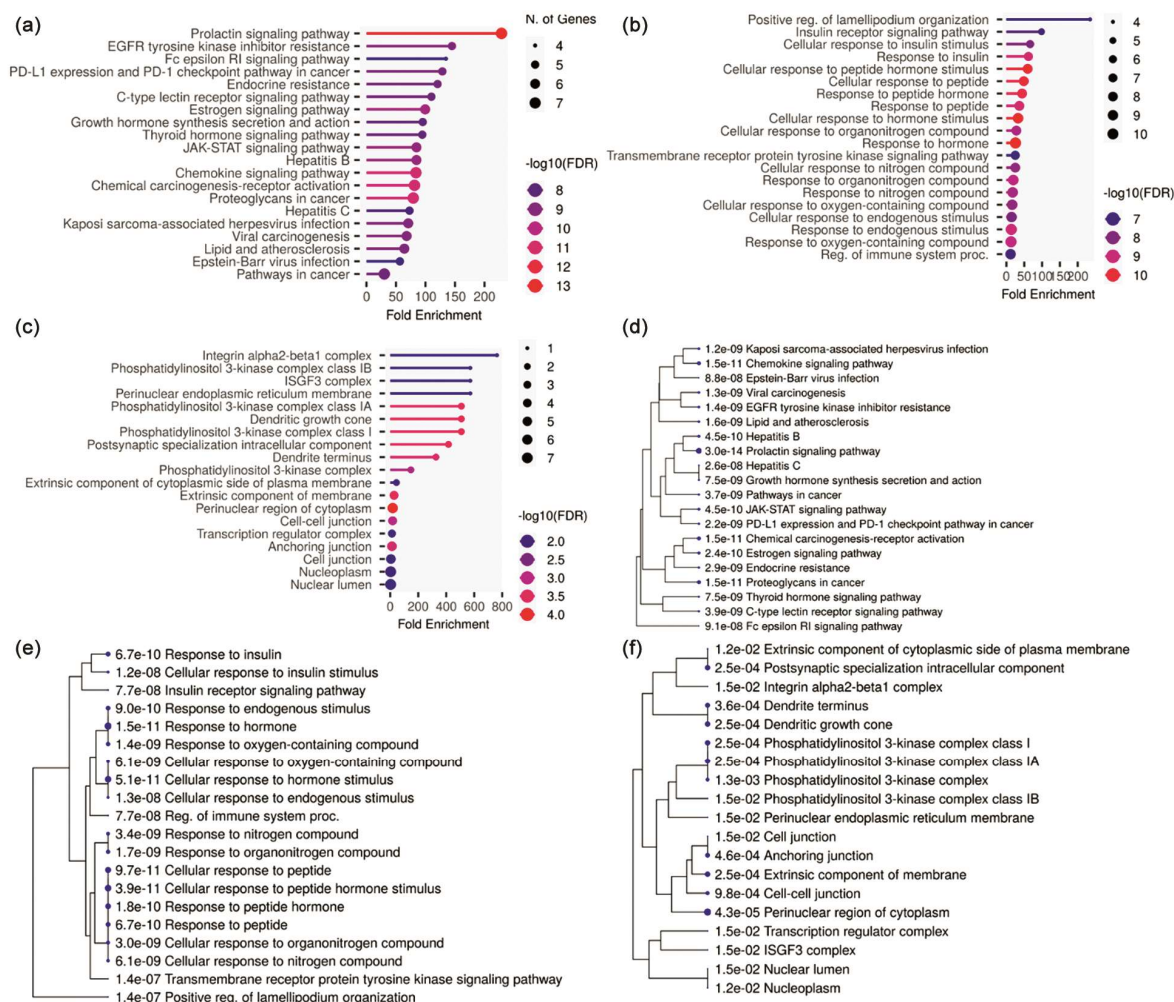 (a)
Prolactin signaling pathway
EGFR tyrosine kinase inhibitor resistance
Fc epsilon RI signaling pathway
PD-L1 expression and PD-1 checkpoint pathway in cancer
Endocrine resistance
C-type lectin receptor signaling pathway
Estrogen signaling pathway
Growth hormone synthesis secretion and action
Thyroid hormone signaling pathway
JAK-STAT signaling pathway
Hepatitis B
Chemokine signaling pathway
Chemical carcinogenesis-receptor activation
Proteoglycans in cancer
Hepatitis C
Kaposi sarcoma-associated herpesvirus infection
Viral carcinogenesis
Lipid and atherosclerosis
Epstein-Barr virus infection
Pathways in cancer
0 50 100 150 200
Fold Enrichment
N. of Genes
4
5
6
7
-log10(FDR)
8
9
10
11
12
13
(b)
Positive reg. of lamellipodium organization
Insulin receptor signaling pathway
Cellular response to insulin stimulus
Response to insulin
Cellular response to peptide hormone stimulus
Cellular response to peptide
Response to peptide hormone
Response to peptide
Cellular response to hormone stimulus
Cellular response to organonitrogen compound
Response to hormone
Transmembrane receptor protein tyrosine kinase signaling pathway
Cellular response to nitrogen compound
Response to organonitrogen compound
Response to nitrogen compound
Cellular response to oxygen-containing compound
Cellular response to endogenous stimulus
Response to endogenous stimulus
Response to oxygen-containing compound
Reg. of immune system proc.
0 50 100 150 200
Fold Enrichment
4
5
6
7
8
9
10
-log10(FDR)
7
8
9
10
(c)
Integrin alpha2-beta1 complex
Phosphatidylinositol 3-kinase complex class IB
ISGF3 complex
Perinuclear endoplasmic reticulum membrane
Phosphatidylinositol 3-kinase complex class IA
Dendritic growth cone
Phosphatidylinositol 3-kinase complex class I
Postsynaptic specialization intracellular component
Dendrite terminus
Phosphatidylinositol 3-kinase complex
Extrinsic component of cytoplasmic side of plasma membrane
Extrinsic component of membrane
Perinuclear region of cytoplasm
Cell-cell junction
Transcription regulator complex
Anchoring junction
Cell junction
Nucleoplasm
Nuclear lumen
0 200 400 600 800
Fold Enrichment
1
2
3
4
5
6
7
-log10(FDR)
2.0
2.5
3.0
3.5
4.0
(d)
1.2e-09 Kaposi sarcoma-associated herpesvirus infection
1.5e-11 Chemokine signaling pathway
8.8e-08 Epstein-Barr virus infection
1.3e-09 Viral carcinogenesis
1.4e-09 EGFR tyrosine kinase inhibitor resistance
1.6e-09 Lipid and atherosclerosis
4.5e-10 Hepatitis B
3.0e-14 Prolactin signaling pathway
2.6e-08 Hepatitis C
7.5e-09 Growth hormone synthesis secretion and action
3.7e-09 Pathways in cancer
4.5e-10 JAK-STAT signaling pathway
2.2e-09 PD-L1 expression and PD-1 checkpoint pathway in cancer
1.5e-11 Chemical carcinogenesis-receptor activation
2.4e-10 Estrogen signaling pathway
2.9e-09 Endocrine resistance
1.5e-11 Proteoglycans in cancer
7.5e-09 Thyroid hormone signaling pathway
3.9e-09 C-type lectin receptor signaling pathway
9.1e-08 Fc epsilon RI signaling pathway
(e)
6.7e-10 Response to insulin
1.2e-08 Cellular response to insulin stimulus
7.7e-08 Insulin receptor signaling pathway
9.0e-10 Response to endogenous stimulus
1.5e-11 Response to hormone
1.4e-09 Response to oxygen-containing compound
6.1e-09 Cellular response to oxygen-containing compound
5.1e-11 Cellular response to hormone stimulus
1.3e-08 Cellular response to endogenous stimulus
7.7e-08 Reg. of immune system proc.
3.4e-09 Response to nitrogen compound
1.7e-09 Response to organonitrogen compound
9.7e-11 Cellular response to peptide
3.9e-11 Cellular response to peptide hormone stimulus
1.8e-10 Response to peptide hormone
6.7e-10 Response to peptide
3.0e-09 Cellular response to organonitrogen compound
6.1e-09 Cellular response to nitrogen compound
1.4e-07 Transmembrane receptor protein tyrosine kinase signaling pathway
1.4e-07 Positive reg. of lamellipodium organization
(f)
1.2e-02 Extrinsic component of cytoplasmic side of plasma membrane
2.5e-04 Postsynaptic specialization intracellular component
1.5e-02 Integrin alpha2-beta1 complex
3.6e-04 Dendrite terminus
2.5e-04 Dendritic growth cone
2.5e-04 Phosphatidylinositol 3-kinase complex class I
2.5e-04 Phosphatidylinositol 3-kinase complex class IA
1.3e-03 Phosphatidylinositol 3-kinase complex
1.5e-02 Phosphatidylinositol 3-kinase complex class IB
1.5e-02 Perinuclear endoplasmic reticulum membrane
1.5e-02 Cell junction
4.6e-04 Anchoring junction
2.5e-04 Extrinsic component of membrane
9.8e-04 Cell-cell junction
4.3e-05 Perinuclear region of cytoplasm
1.5e-02 Transcription regulator complex
1.5e-02 ISGF3 complex
1.5e-02 Nuclear lumen
1.2e-02 Nucleoplasm